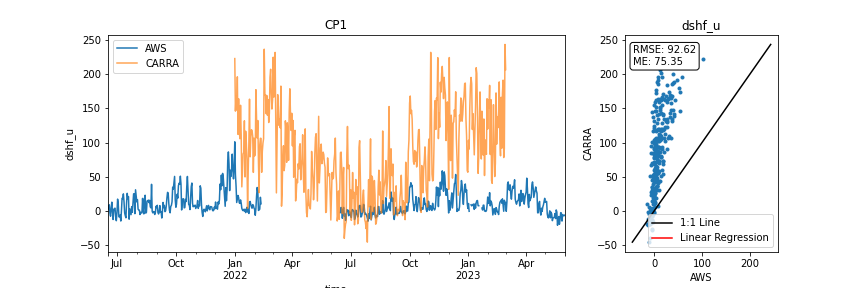 CP1
AWS
CARRA
250
200
150
100
50
0
−50
dshf_u
Jul
Oct
Jan
2022
Apr
Jul
Oct
Jan
2023
Apr
time
dshf_u
RMSE: 92.62
ME: 75.35
250
200
150
100
50
0
−50
CARRA
1:1 Line
Linear Regression
0
100
200
AWS